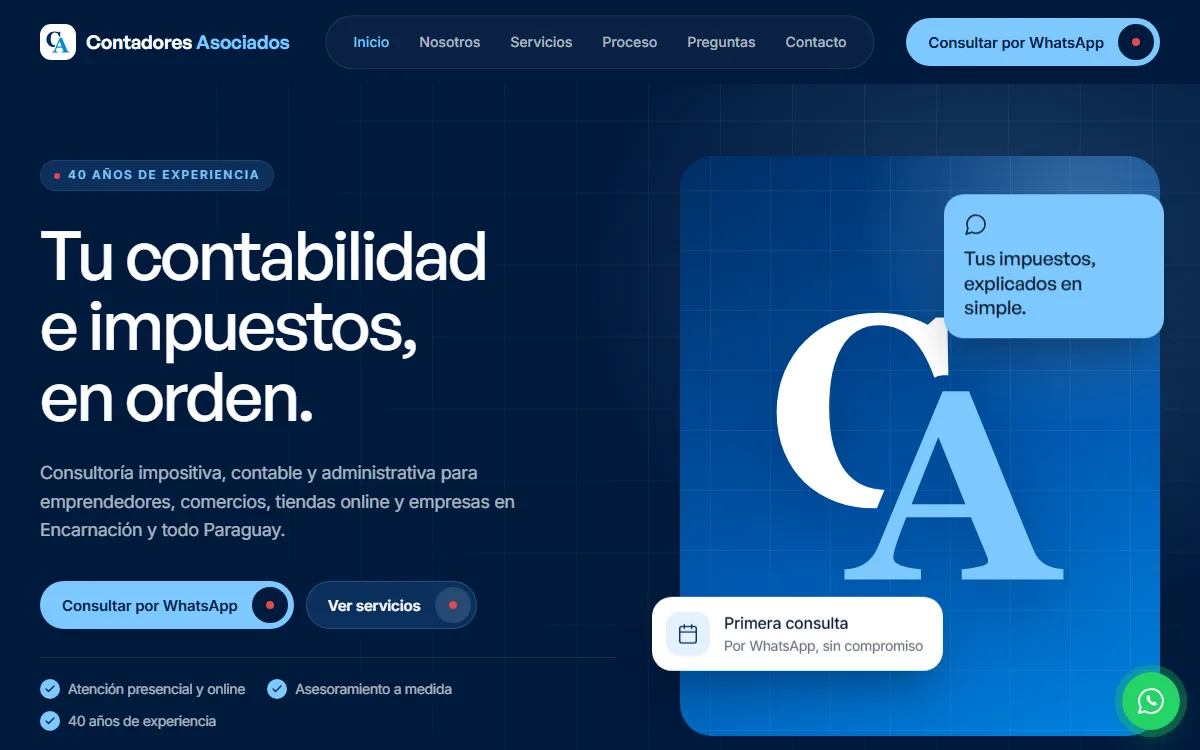 CA Contadores Asociados
Inicio Nosotros Servicios Proceso Preguntas Contacto
Consultar por WhatsApp
40 AÑOS DE EXPERIENCIA
Tu contabilidad
e impuestos,
en orden.
Consultoría impositiva, contable y administrativa para
emprendedores, comercios, tiendas online y empresas en
Encarnación y todo Paraguay.
Consultar por WhatsApp
Ver servicios
Atención presencial y online
Asesoramiento a medida
40 años de experiencia
Tus impuestos,
explicados en
simple.
CA
Primera consulta
Por WhatsApp, sin compromiso